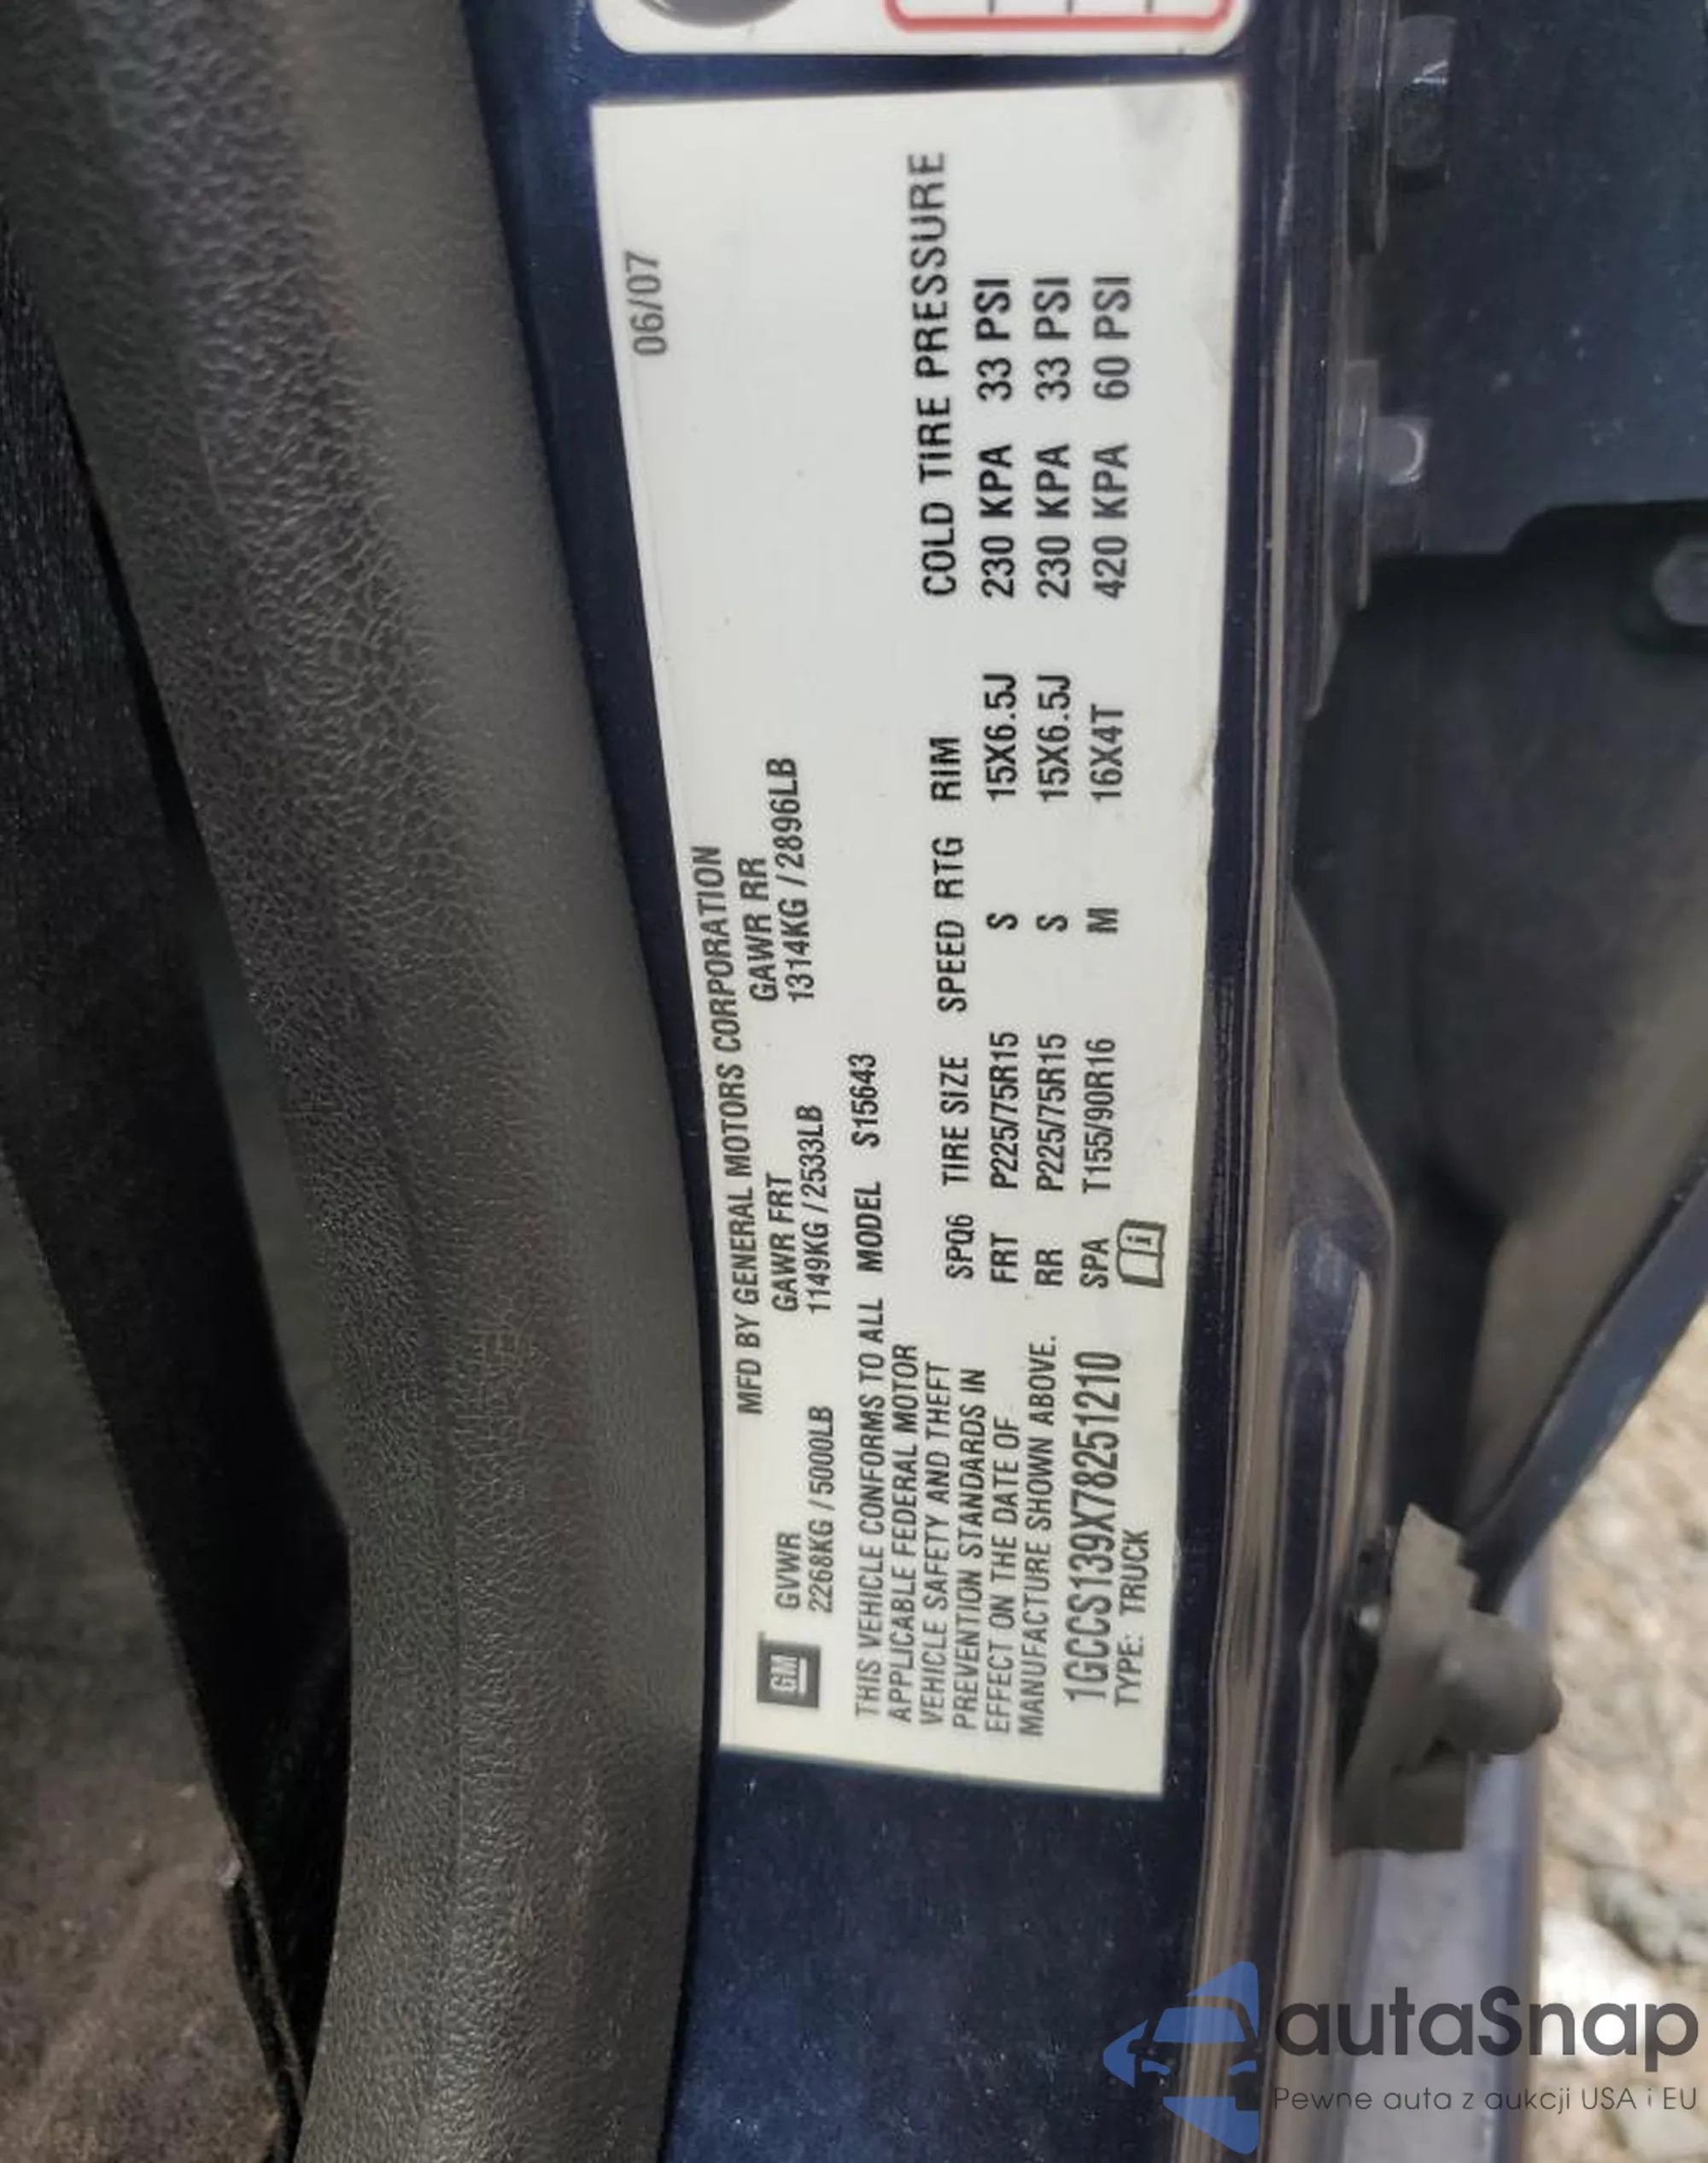 06/07
MFD BY GENERAL MOTORS CORPORATION
GVWR GAWR FRT GAWR RR
2268KG / 5000LB 1149KG / 2533LB 1314KG / 2896LB
GM
THIS VEHICLE CONFORMS TO ALL MODEL S15643
APPLICABLE FEDERAL MOTOR
VEHICLE SAFETY AND THEFT
PREVENTION STANDARDS IN
EFFECT ON THE DATE OF
MANUFACTURE SHOWN ABOVE.
SPQ6 TIRE SIZE SPEED RTG RIM COLD TIRE PRESSURE
FRT P225/75R15 S 15X6.5J 230 KPA 33 PSI
RR P225/75R15 S 15X6.5J 230 KPA 33 PSI
SPA T155/90R16 M 16X4T 420 KPA 60 PSI
1GCCS139X78251210
TYPE: TRUCK
autaSnap
Pewne auta z aukcji USA i EU